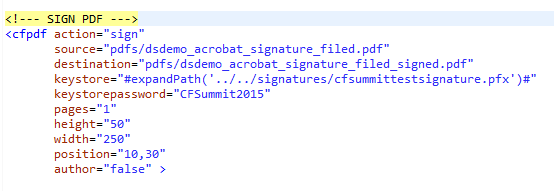 <!--- SIGN PDF --->
<cfpdf action="sign"
source="pdfs/dsdemo_acrobat_signature_filed.pdf"
destination="pdfs/dsdemo_acrobat_signature_filed_signed.pdf"
keystore="#expandPath('../../signatures/cfsummittestsignature.pfx')#"
keystorepassword="CFSummit2015"
pages="1"
height="50"
width="250"
position="10,30"
author="false" >